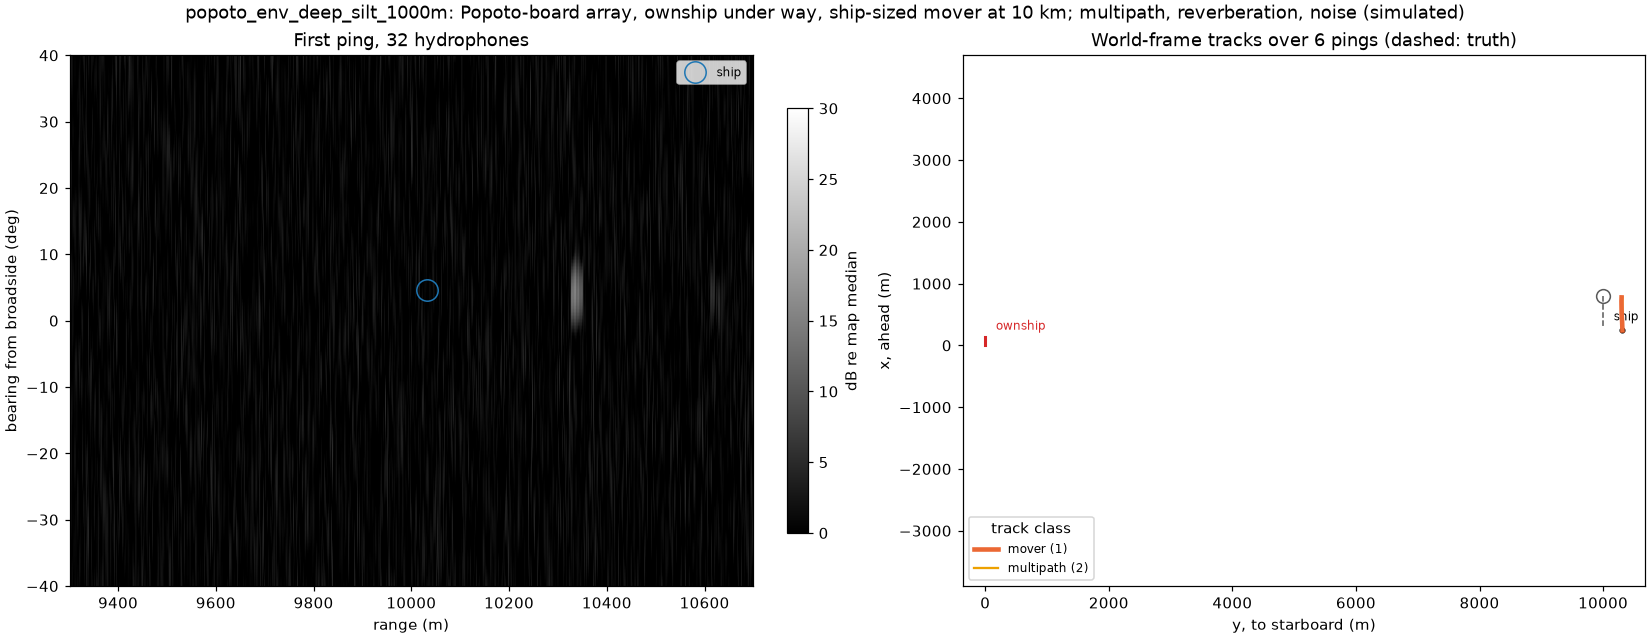 popoto_env_deep_silt_1000m: Popoto-board array, ownship under way, ship-sized mover at 10 km; multipath, reverberation, noise (simulated)
First ping, 32 hydrophones
40
30
20
10
0
−10
−20
−30
−40
bearing from broadside (deg)
9400
9600
9800
10000
10200
10400
10600
range (m)
ship
30
25
20
15
10
5
0
dB re map median
World-frame tracks over 6 pings (dashed: truth)
4000
3000
2000
1000
0
−1000
−2000
−3000
x, ahead (m)
ownship
ship
track class
mover (1)
multipath (2)
0
2000
4000
6000
8000
10000
y, to starboard (m)